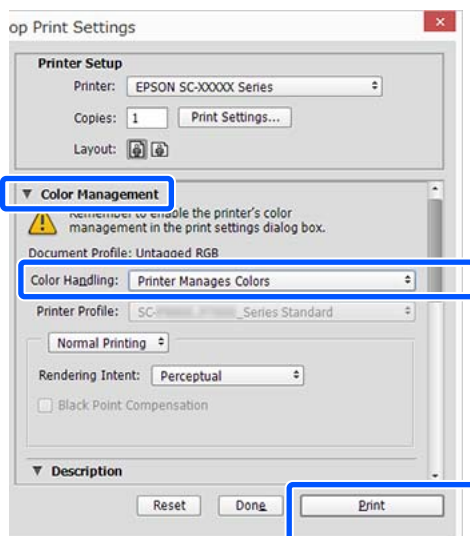 op Print Settings
Printer Setup
Printer: EPSON SC-XXXXX Series
Copies: 1 Print Settings...
Layout:
Color Management
Remember to enable the printer's color
management in the print settings dialog box.
Document Profile: Untagged RGB
Color Handling: Printer Manages Colors
Printer Profile: SC- _Series Standard
Normal Printing
Rendering Intent: Perceptual
Black Point Compensation
Description
Reset Done Print